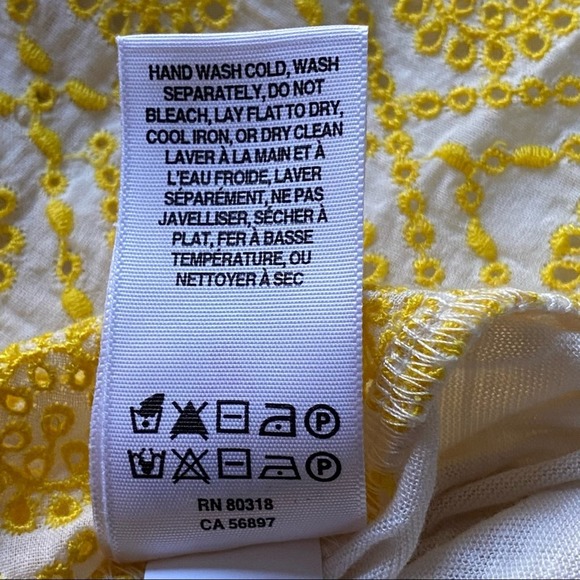 HAND WASH COLD, WASH
SEPARATELY, DO NOT
BLEACH, LAY FLAT TO DRY,
COOL IRON, OR DRY CLEAN
LAVER À LA MAIN ET À
L'EAU FROIDE, LAVER
SÉPARÉMENT, NE PAS
JAVELLISER, SÉCHER À
PLAT, FER À BASSE
TEMPÉRATURE, OU
NETTOYER À SEC
P
P
RN 80318
CA 56897